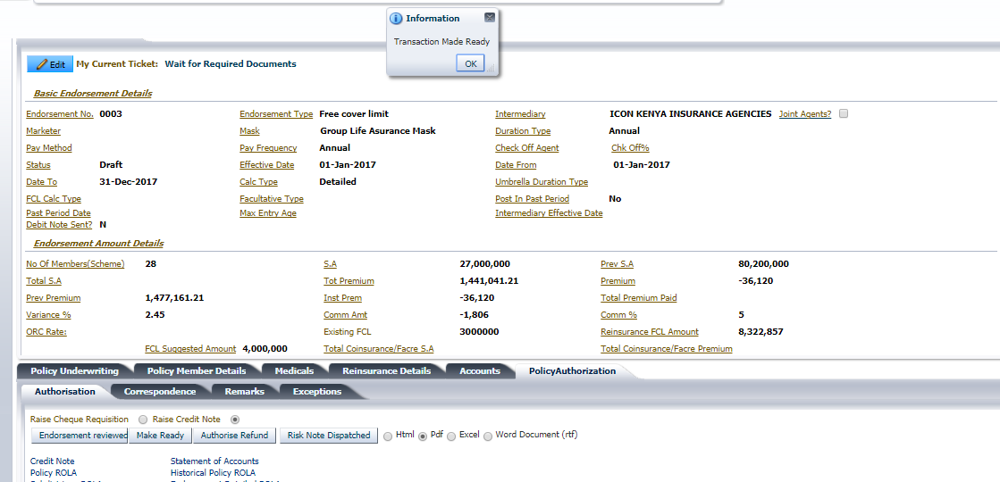 Information
Transaction Made Ready
OK
Edit My Current Ticket: Wait for Required Documents
Basic Endorsement Details
Endorsement No. 0003 Endorsement Type Free cover limit Intermediary ICON KENYA INSURANCE AGENCIES Joint Agents?
Marketer Mask Group Life Asurance Mask Duration Type Annual
Pay Method Pay Frequency Annual Check Off Agent Chk Off%
Status Draft Effective Date 01-Jan-2017 Date From 01-Jan-2017
Date To 31-Dec-2017 Calc Type Detailed Umbrella Duration Type
FCL Calc Type Facultative Type Post In Past Period No
Past Period Date Max Entry Age Intermediary Effective Date
Debit Note Sent? N
Endorsement Amount Details
No Of Members(Scheme) 28 S.A 27,000,000 Prev S.A 80,200,000
Total S.A Tot Premium 1,441,041.21 Premium -36,120
Prev Premium 1,477,161.21 Inst Prem -36,120 Total Premium Paid
Variance % 2.45 Comm Amt -1,806 Comm % 5
ORC Rate: Existing FCL 3000000 Reinsurance FCL Amount 8,322,857
FCL Suggested Amount 4,000,000 Total Coinsurance/Facre S.A Total Coinsurance/Facre Premium
Policy Underwriting Policy Member Details Medicals Reinsurance Details Accounts PolicyAuthorization
Authorisation Correspondence Remarks Exceptions
Raise Cheque Requisition Raise Credit Note
Endorsement reviewed Make Ready Authorise Refund Risk Note Dispatched Html Pdf Excel Word Document (rtf)
Credit Note Statement of Accounts
Policy ROLA Historical Policy ROLA